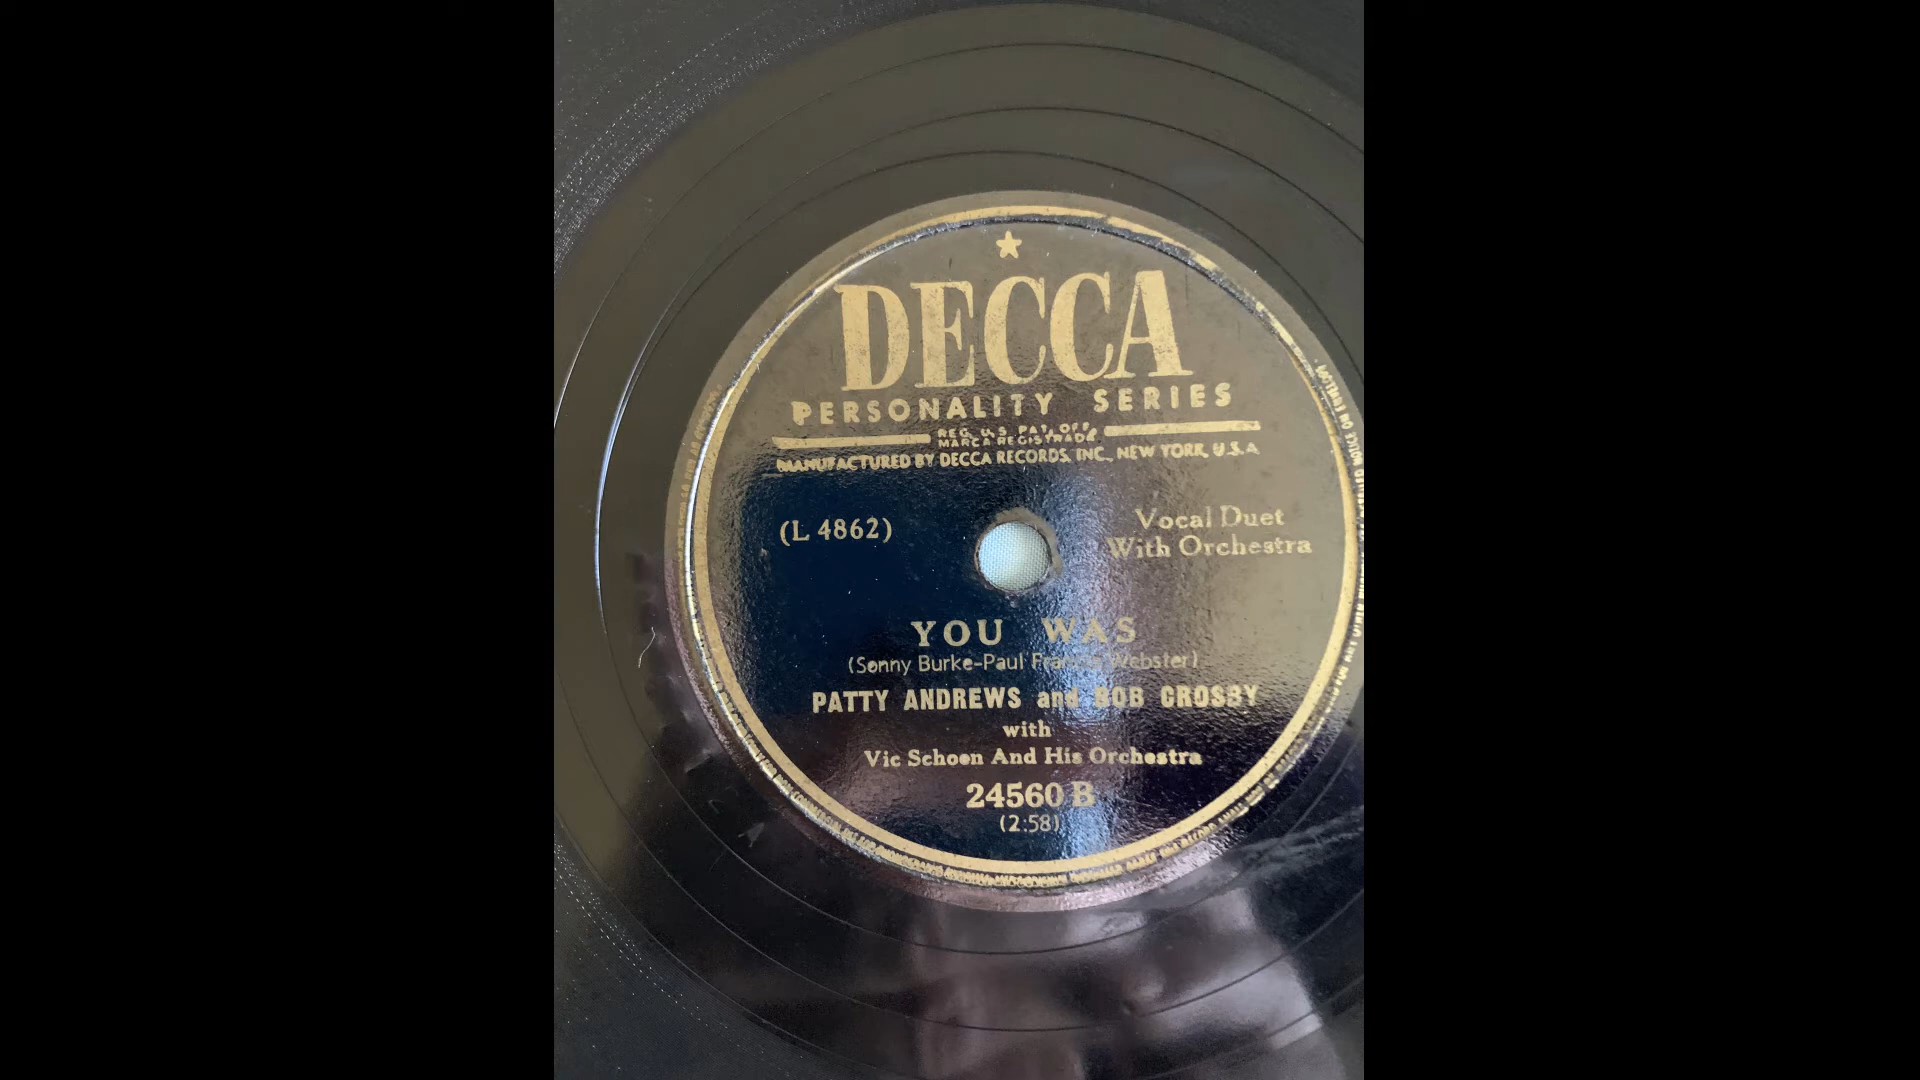 DECCA
PERSONALITY SERIES
REG. U.S. PAT. OFF.
MARCA REGISTRADA
MANUFACTURED BY DECCA RECORDS, INC., NEW YORK, U.S.A
(L 4862)
Vocal Duet
With Orchestra
YOU WAS
(Sonny Burke-Paul Francis Webster)
PATTY ANDREWS and BOB CROSBY
with
Vic Schoen And His Orchestra
24560 B
(2:58)